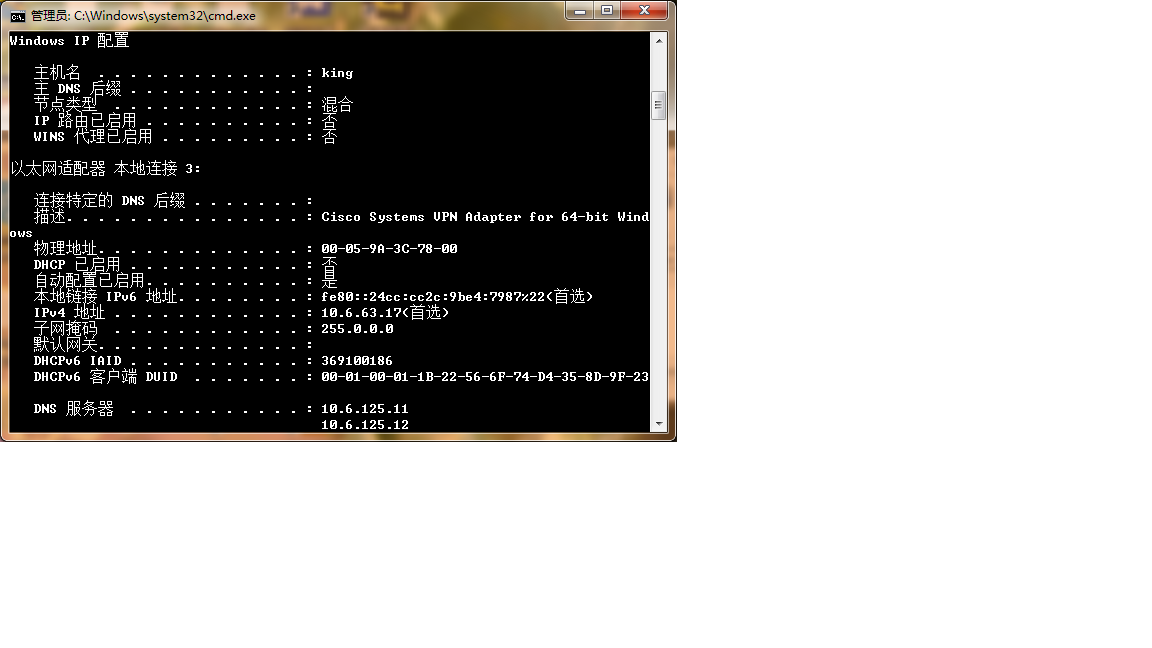 管理员: C:\Windows\system32\cmd.exe
Windows IP 配置
主机名 . . . . . . . . . . . . . : king
主 DNS 后缀 . . . . . . . . . . . :
节点类型 . . . . . . . . . . . . : 混合
IP 路由已启用 . . . . . . . . . . : 否
WINS 代理已启用 . . . . . . . . . : 否
以太网适配器 本地连接 3:
连接特定的 DNS 后缀 . . . . . . . :
描述. . . . . . . . . . . . . . . : Cisco Systems VPN Adapter for 64-bit Wind
ows
物理地址. . . . . . . . . . . . . : 00-05-9A-3C-78-00
DHCP 已启用 . . . . . . . . . . . : 否
自动配置已启用. . . . . . . . . . : 是
本地链接 IPv6 地址. . . . . . . . : fe80::24cc:cc2c:9be4:7987%22(首选)
IPv4 地址 . . . . . . . . . . . . : 10.6.63.17(首选)
子网掩码 . . . . . . . . . . . . : 255.0.0.0
默认网关. . . . . . . . . . . . . :
DHCPv6 IAID . . . . . . . . . . . : 369100186
DHCPv6 客户端 DUID . . . . . . . : 00-01-00-01-1B-22-56-6F-74-D4-35-8D-9F-23
DNS 服务器 . . . . . . . . . . . : 10.6.125.11
10.6.125.12